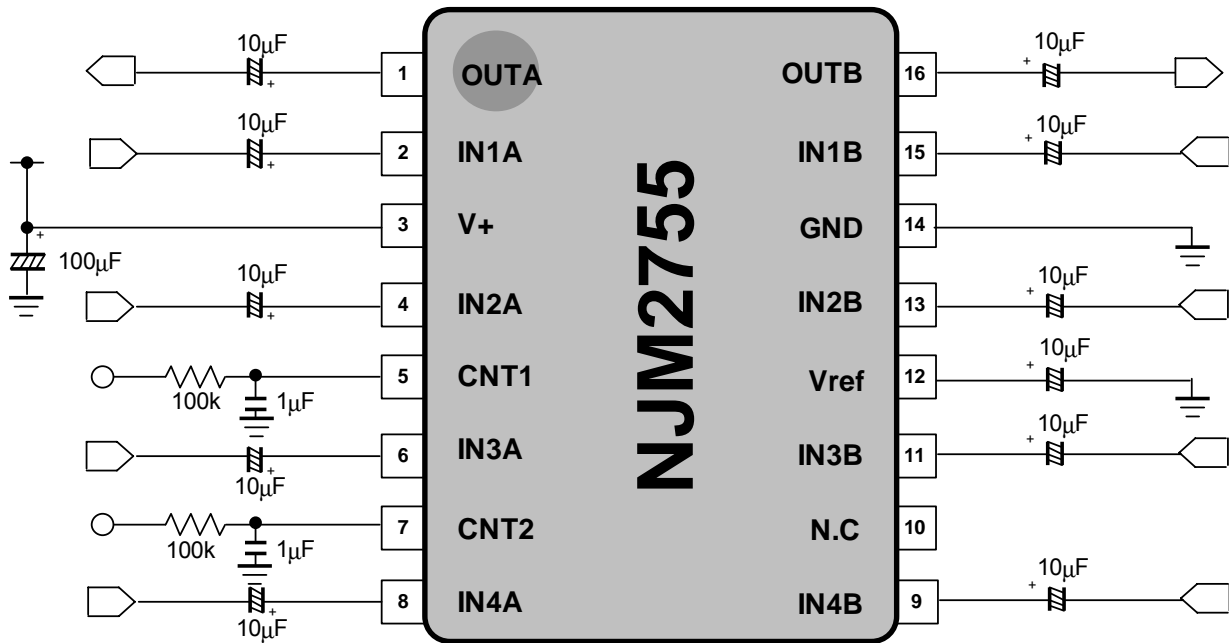 10µF 1 OUTA OUTB 16 + 10µF
+
10µF 2 IN1A IN1B 15 + 10µF
+
3 V+ GND 14
+
100µF
10µF 4 IN2A IN2B 13 + 10µF
+
100k 1µF 5 CNT1 Vref 12 + 10µF
10µF + 6 IN3A IN3B 11 + 10µF
100k 1µF 7 CNT2 N.C 10
10µF + 8 IN4A IN4B 9 + 10µF
NJM2755